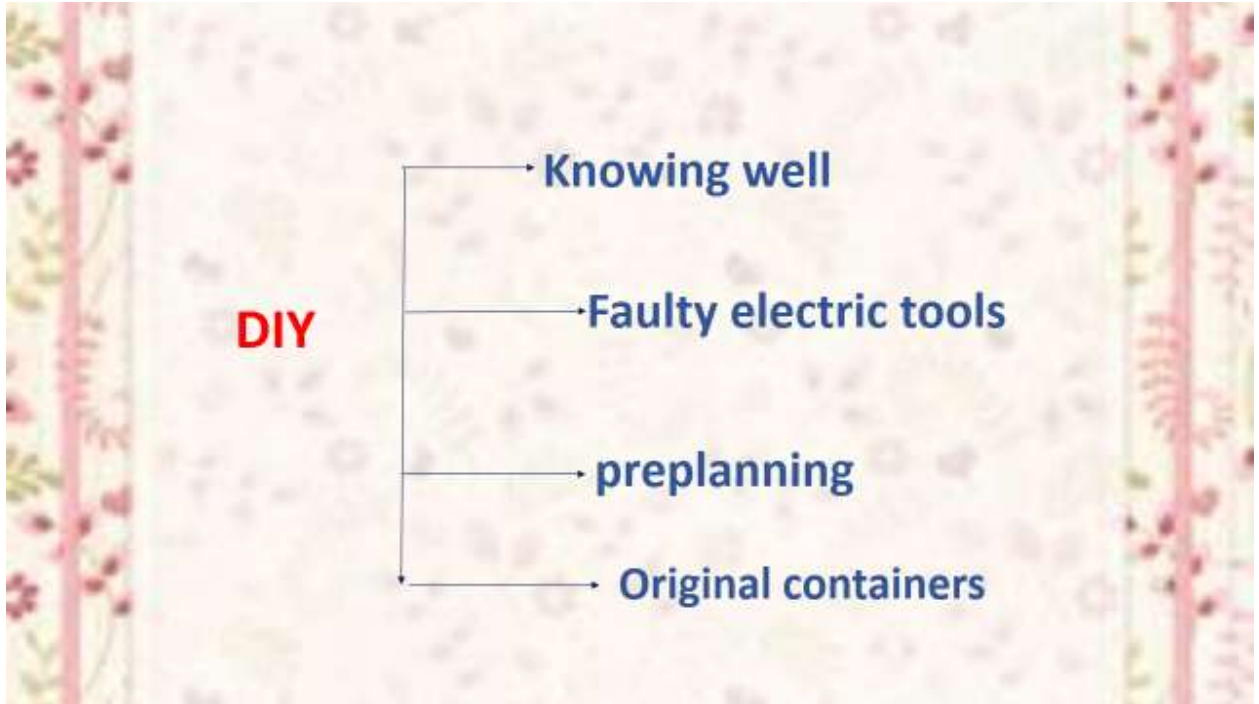 Knowing well
Faulty electric tools
DIY
preplanning
Original containers